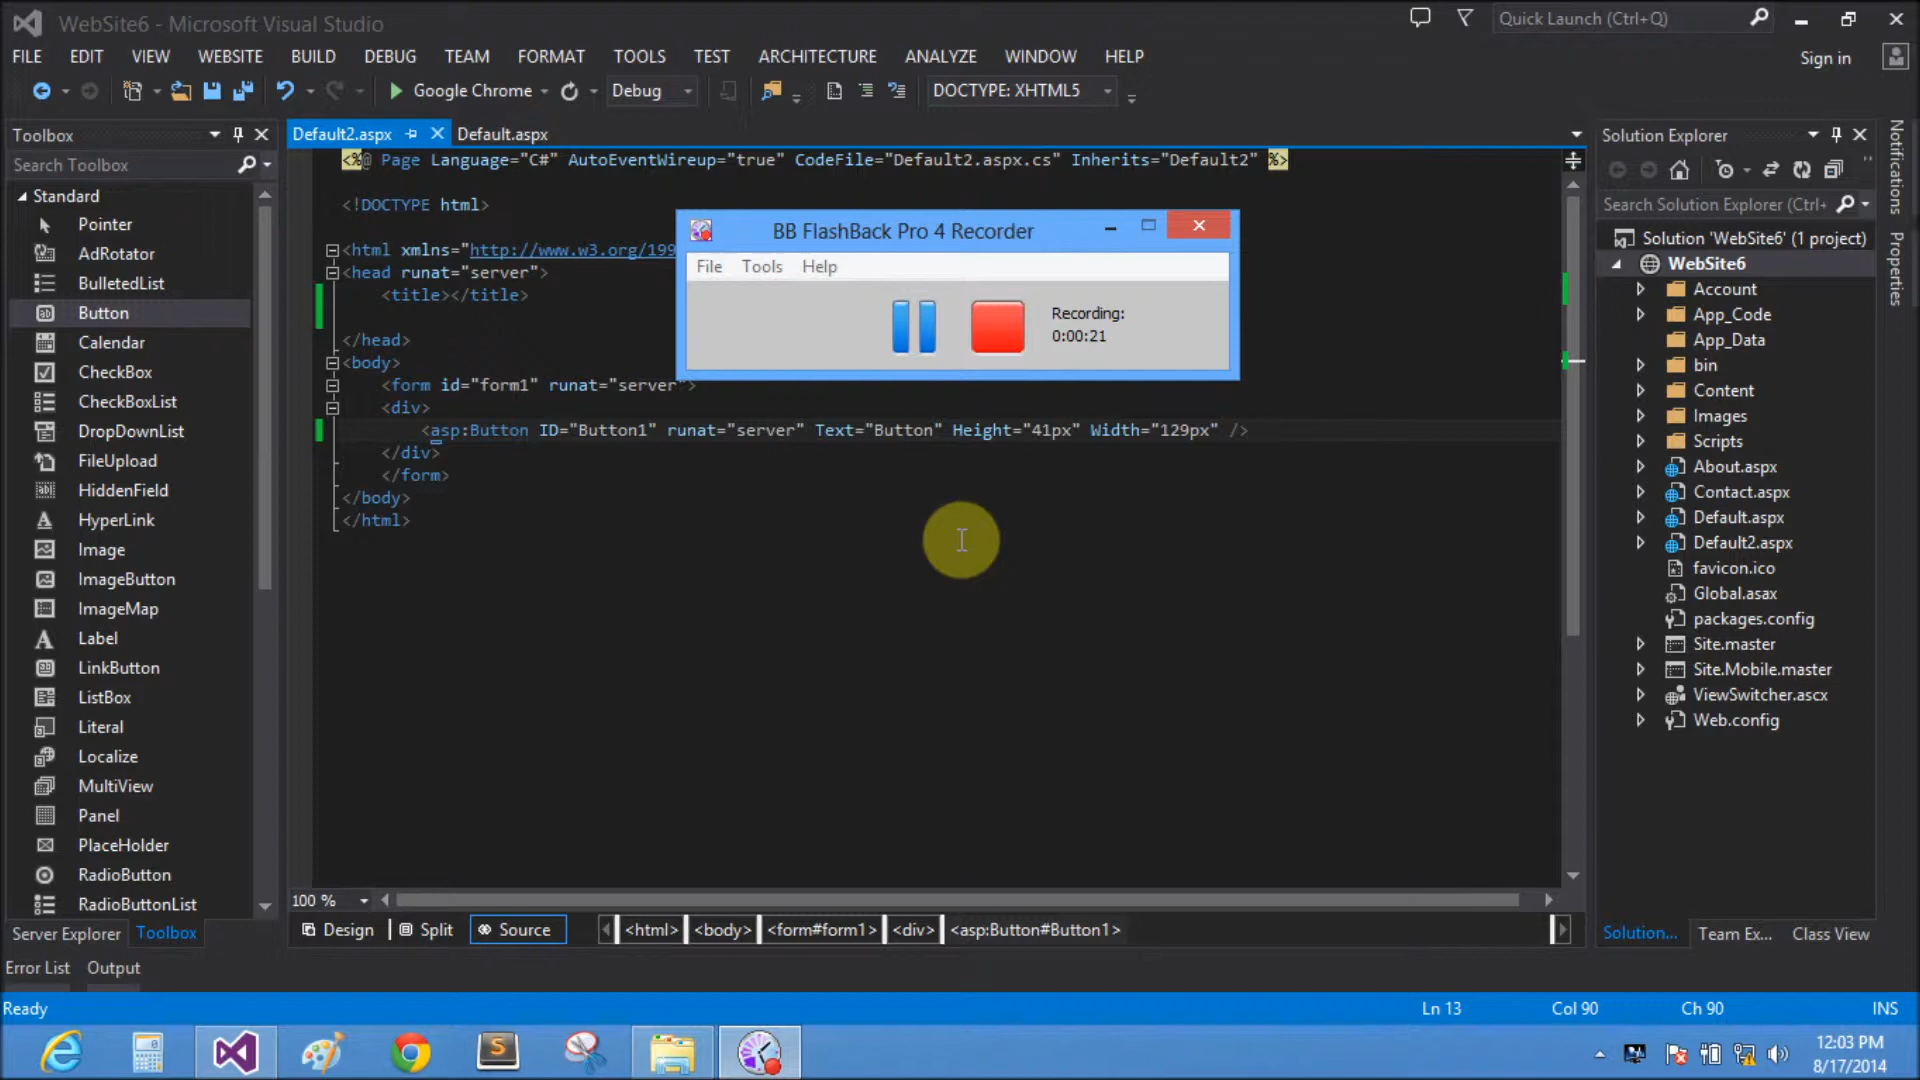 WebSite6 - Microsoft Visual Studio
Quick Launch (Ctrl+Q)
FILE EDIT VIEW WEBSITE BUILD DEBUG TEAM FORMAT TOOLS TEST ARCHITECTURE ANALYZE WINDOW HELP
Sign in
Google Chrome
Debug
DOCTYPE: XHTML5
Toolbox
Search Toolbox
Standard
Pointer
AdRotator
BulletedList
Button
Calendar
CheckBox
CheckBoxList
DropDownList
FileUpload
HiddenField
HyperLink
Image
ImageButton
ImageMap
Label
LinkButton
ListBox
Literal
Localize
MultiView
Panel
PlaceHolder
RadioButton
RadioButtonList
Server Explorer
Toolbox
Default2.aspx
Default.aspx
<%@ Page Language="C#" AutoEventWireup="true" CodeFile="Default2.aspx.cs" Inherits="Default2" %>
<!DOCTYPE html>
<html xmlns="http://www.w3.org/199
<head runat="server">
<title></title>
</head>
<body>
<form id="form1" runat="server">
<div>
<asp:Button ID="Button1" runat="server" Text="Button" Height="41px" Width="129px" />
</div>
</form>
</body>
</html>
BB FlashBack Pro 4 Recorder
File Tools Help
Recording:
0:00:21
100 %
Design
Split
Source
<html> <body> <form#form1> <div> <asp:Button#Button1>
Solution Explorer
Search Solution Explorer (Ctrl+
Solution 'WebSite6' (1 project)
WebSite6
Account
App_Code
App_Data
bin
Content
Images
Scripts
About.aspx
Contact.aspx
Default.aspx
Default2.aspx
favicon.ico
Global.asax
packages.config
Site.master
Site.Mobile.master
ViewSwitcher.ascx
Web.config
Solution...
Team Ex...
Class View
Notifications
Properties
Error List
Output
Ready
Ln 13
Col 90
Ch 90
INS
12:03 PM
8/17/2014